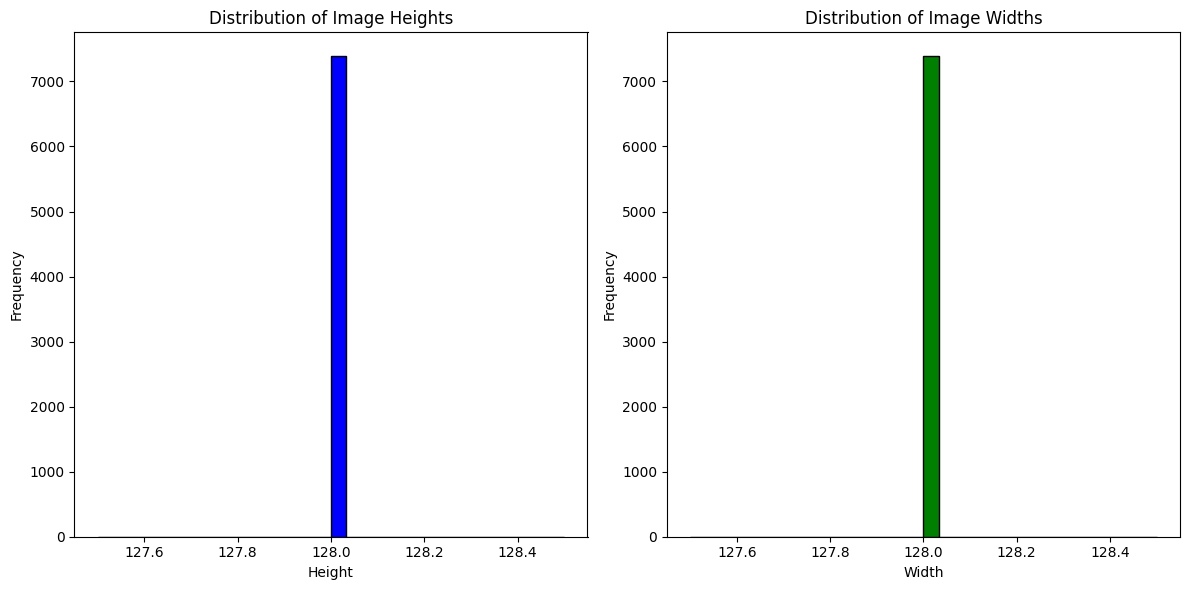 Distribution of Image Heights
7000
6000
5000
4000
3000
2000
1000
0
Frequency
127.6 127.8 128.0 128.2 128.4
Height
Distribution of Image Widths
7000
6000
5000
4000
3000
2000
1000
0
Frequency
127.6 127.8 128.0 128.2 128.4
Width